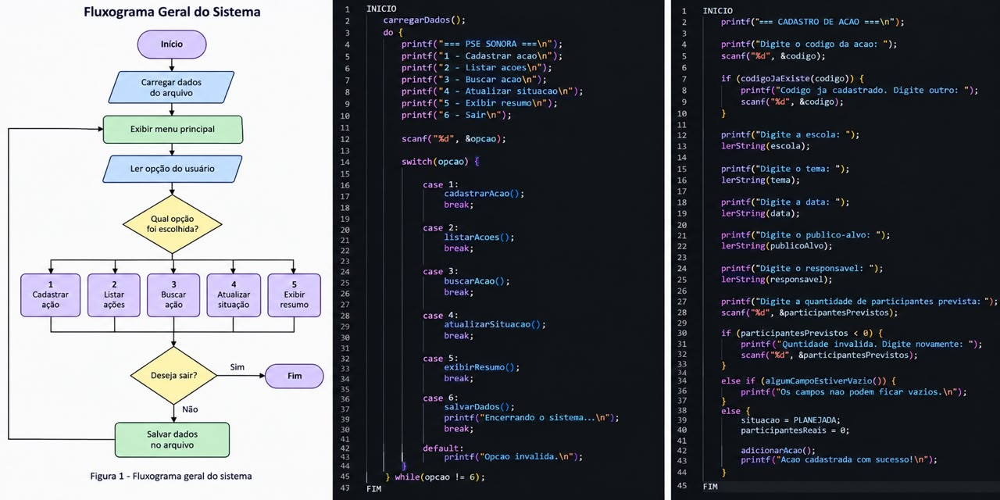 Fluxograma Geral do Sistema
Início
Carregar dados
do arquivo
Exibir menu principal
Ler opção do usuário
Qual opção
foi escolhida?
1
Cadastrar
ação
2
Listar
ações
3
Buscar
ação
4
Atualizar
situação
5
Exibir
resumo
Deseja sair?
Sim
Fim
Não
Salvar dados
no arquivo
Figura 1 - Fluxograma geral do sistema
1 INICIO
2 carregarDados();
3 do {
4 printf("=== PSE SONORA ===\n");
5 printf("1 - Cadastrar acao\n");
6 printf("2 - Listar acoes\n");
7 printf("3 - Buscar acao\n");
8 printf("4 - Atualizar situacao\n");
9 printf("5 - Exibir resumo\n");
10 printf("6 - Sair\n");
11
12 scanf("%d", &opcao);
13
14 switch(opcao) {
15
16 case 1:
17 cadastrarAcao();
18 break;
19
20 case 2:
21 listarAcoes();
22 break;
23
24 case 3:
25 buscarAcao();
26 break;
27
28 case 4:
29 atualizarSituacao();
30 break;
31
32 case 5:
33 exibirResumo();
34 break;
35
36 case 6:
37 salvarDados();
39 printf("Encerrando o sistema...\n");
30 break;
41
42 default:
43 printf("Opcao invalida.\n");
44 }
45 } while(opcao != 6);
43 FIM
1 INICIO
2 printf("=== CADASTRO DE ACAO ===\n");
3
4 printf("Digite o codigo da acao: ");
5 scanf("%d", &codigo);
6
7 if (codigoJaExiste(codigo)) {
8 printf("Codigo ja cadastrado. Digite outro: ");
9 scanf("%d", &codigo);
10 }
11
12 printf("Digite a escola: ");
13 lerString(escola);
14
15 printf("Digite o tema: ");
16 lerString(tema);
17
18 printf("Digite a data: ");
19 lerString(data);
20
21 printf("Digite o publico-alvo: ");
22 lerString(publicoAlvo);
23
24 printf("Digite o responsavel: ");
25 lerString(responsavel);
26
27 printf("Digite a quantidade de participantes prevista: ");
28 scanf("%d", &participantesPrevistos);
29
30 if (participantesPrevistos < 0) {
31 printf("Quntidade invalida. Digite novamente: ");
32 scanf("%d", &participantesPrevistos);
33 }
34
34 else if (algumCampoEstiverVazio()) {
36 printf("Os campos nao podem ficar vazios.\n");
37 }
38 else {
39 situacao = PLANEJADA;
40 participantesReais = 0;
41
42 adicionarAcao();
43 printf("Acao cadastrada com sucesso!\n");
44 }
45 FIM